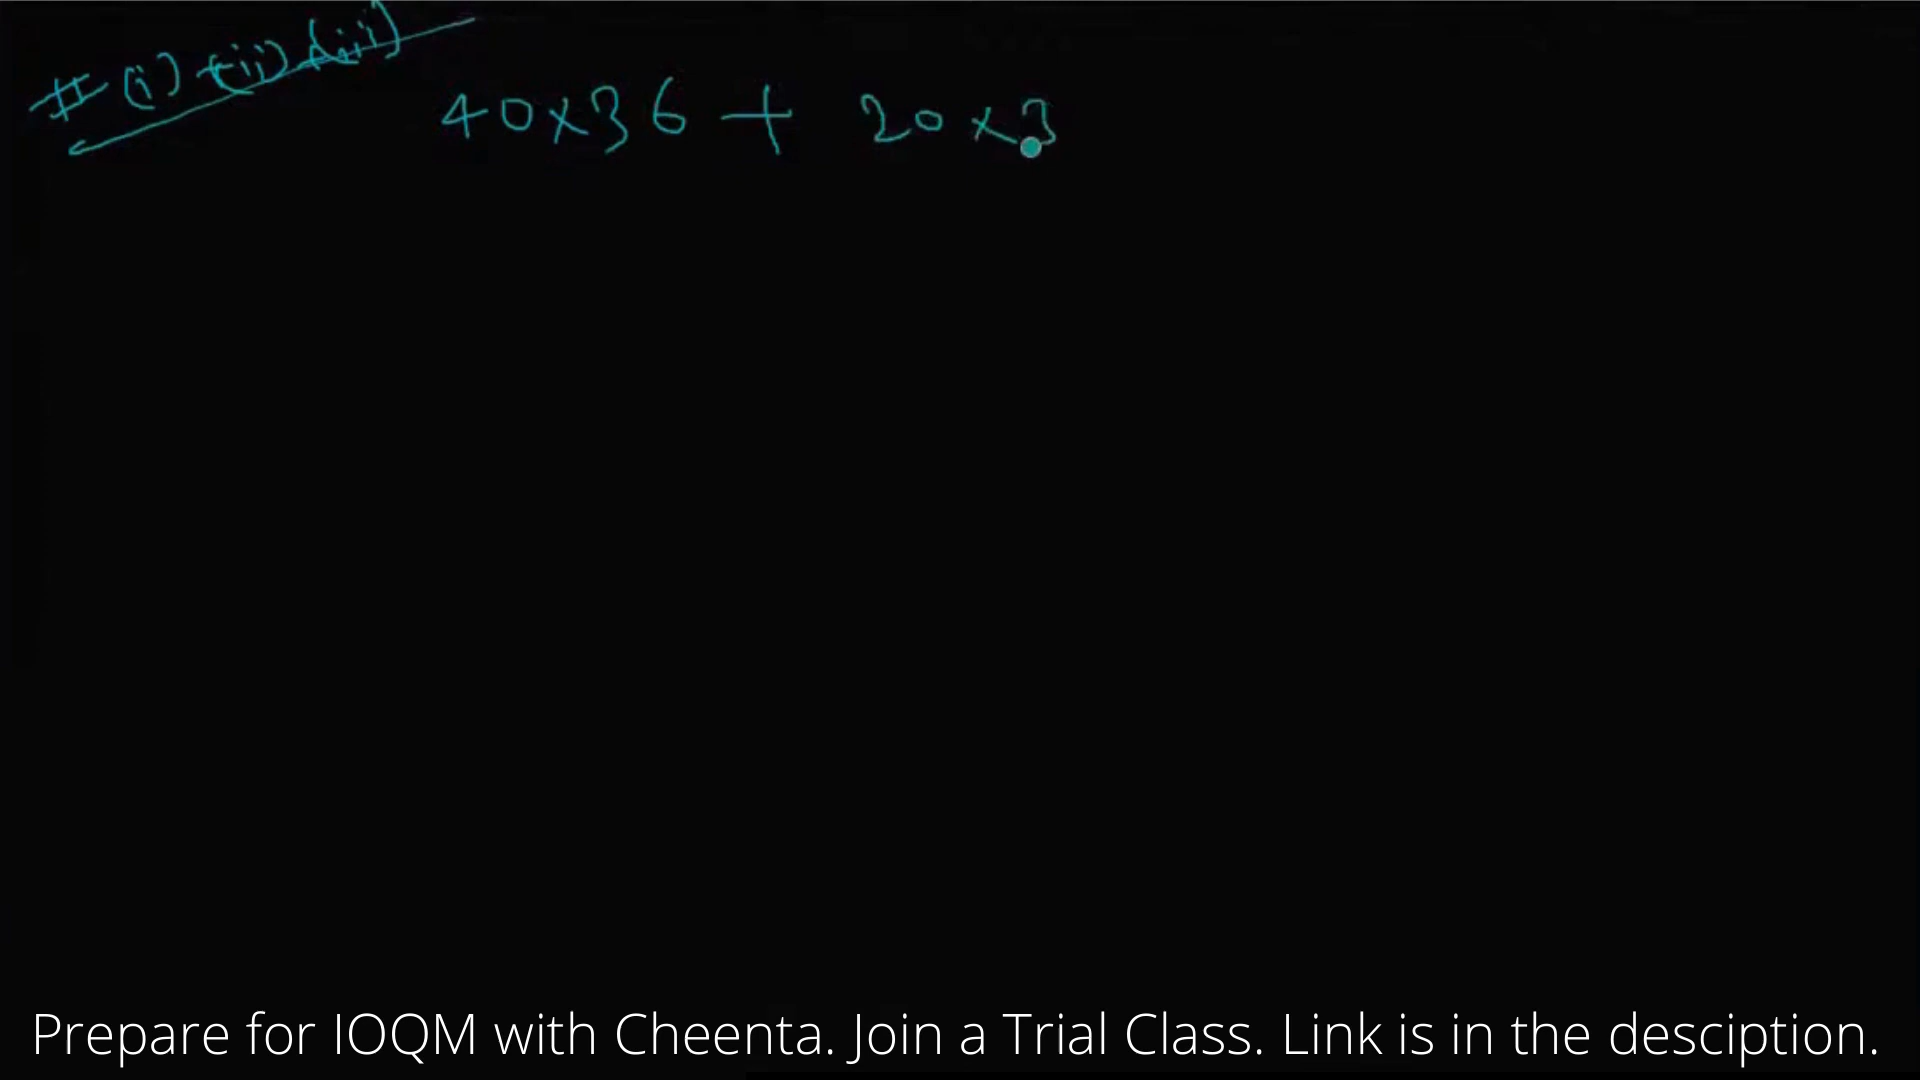 # (i) (ii) (iii)
40×36 + 20×3
Prepare for IOQM with Cheenta. Join a Trial Class. Link is in the desciption.